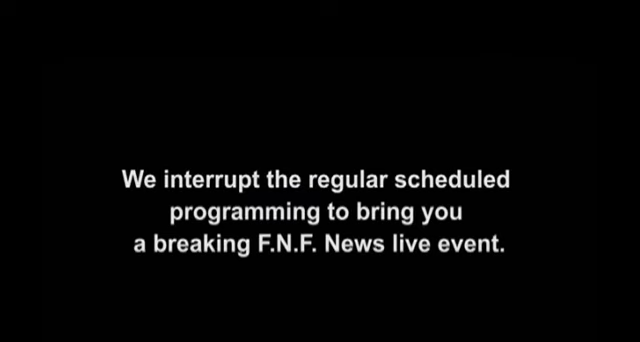 We interrupt the regular scheduled
programming to bring you
a breaking F.N.F. News live event.